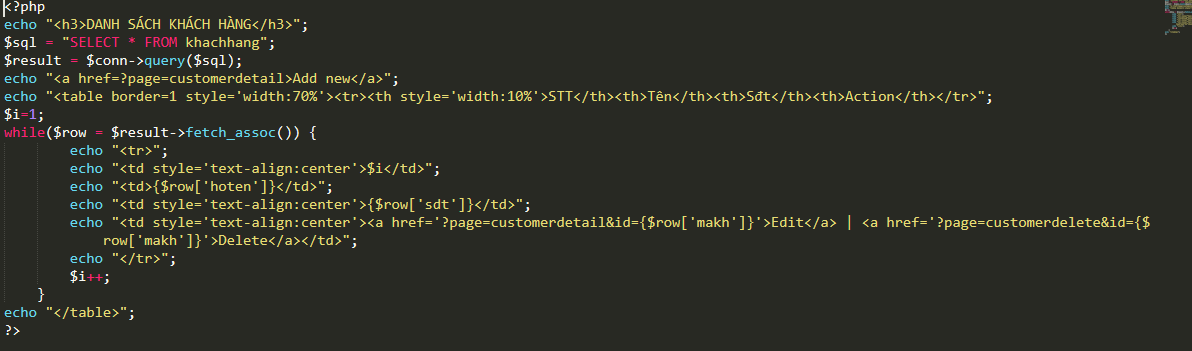 <?php
echo "<h3>DANH SÁCH KHÁCH HÀNG</h3>";
$sql = "SELECT * FROM khachhang";
$result = $conn->query($sql);
echo "<a href=?page=customerdetail>Add new</a>";
echo "<table border=1 style='width:70%'><tr><th style='width:10%'>STT</th><th>Tên</th><th>Sđt</th><th>Action</th></tr>";
$i=1;
while($row = $result->fetch_assoc()) {
        echo "<tr>";
        echo "<td style='text-align:center'>$i</td>";
        echo "<td>{$row['hoten']}</td>";
        echo "<td style='text-align:center'>{$row['sdt']}</td>";
        echo "<td style='text-align:center'><a href='?page=customerdetail&id={$row['makh']}'>Edit</a> | <a href='?page=customerdelete&id={$
            row['makh']}'>Delete</a></td>";
        echo "</tr>";
        $i++;
    }
echo "</table>";
?>